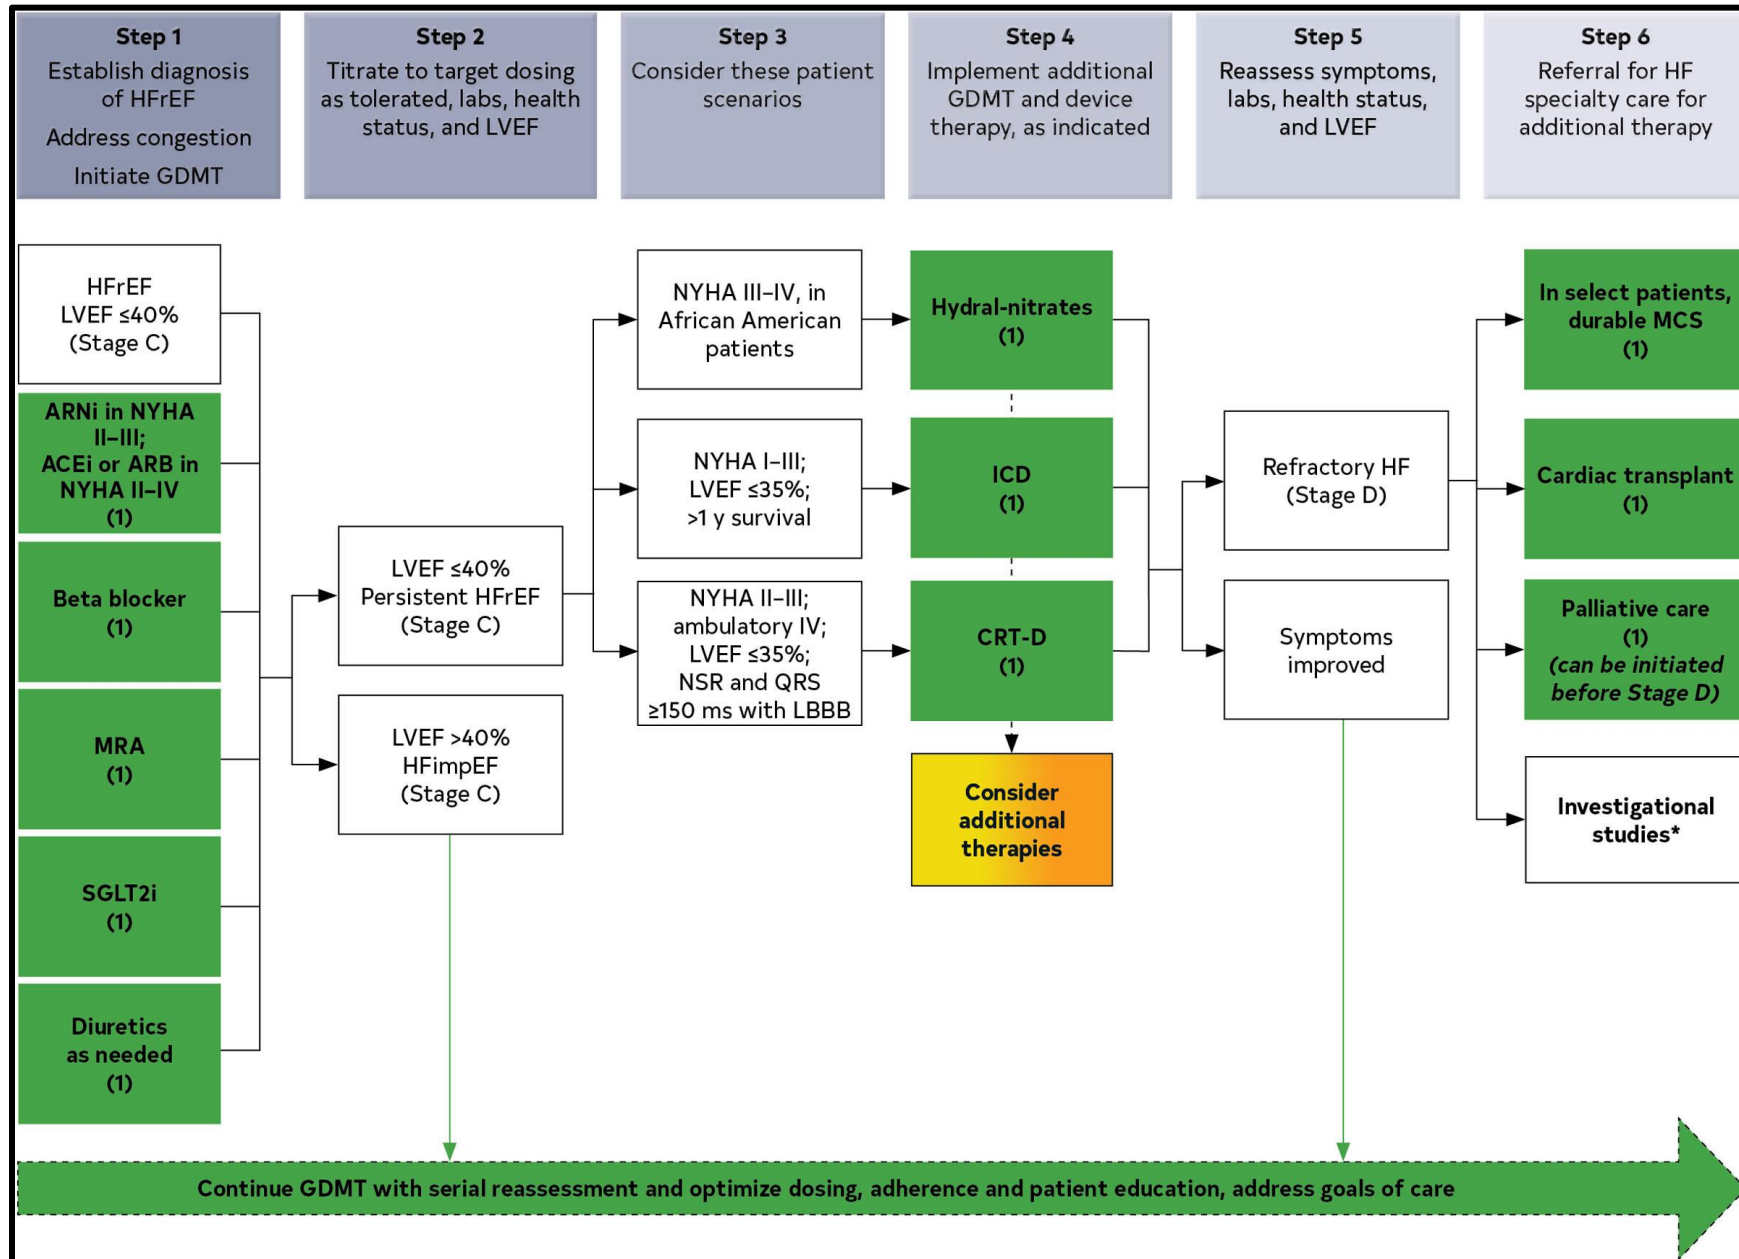 Step 1
Establish diagnosis
of HFrEF
Address congestion
Initiate GDMT
Step 2
Titrate to target dosing
as tolerated, labs, health
status, and LVEF
Step 3
Consider these patient
scenarios
Step 4
Implement additional
GDMT and device
therapy, as indicated
Step 5
Reassess symptoms,
labs, health status,
and LVEF
Step 6
Referral for HF
specialty care for
additional therapy
HFrEF
LVEF ≤40%
(Stage C)
ARNi in NYHA
II–III;
ACEi or ARB in
NYHA II–IV
(1)
Beta blocker
(1)
MRA
(1)
SGLT2i
(1)
Diuretics
as needed
(1)
LVEF ≤40%
Persistent HFrEF
(Stage C)
LVEF >40%
HFimpEF
(Stage C)
NYHA III–IV, in
African American
patients
NYHA I–III;
LVEF ≤35%;
>1 y survival
NYHA II–III;
ambulatory IV;
LVEF ≤35%;
NSR and QRS
≥150 ms with LBBB
Hydral-nitrates
(1)
ICD
(1)
CRT-D
(1)
Consider
additional
therapies
Refractory HF
(Stage D)
Symptoms
improved
In select patients,
durable MCS
(1)
Cardiac transplant
(1)
Palliative care
(1)
(can be initiated
before Stage D)
Investigational
studies*
Continue GDMT with serial reassessment and optimize dosing, adherence and patient education, address goals of care